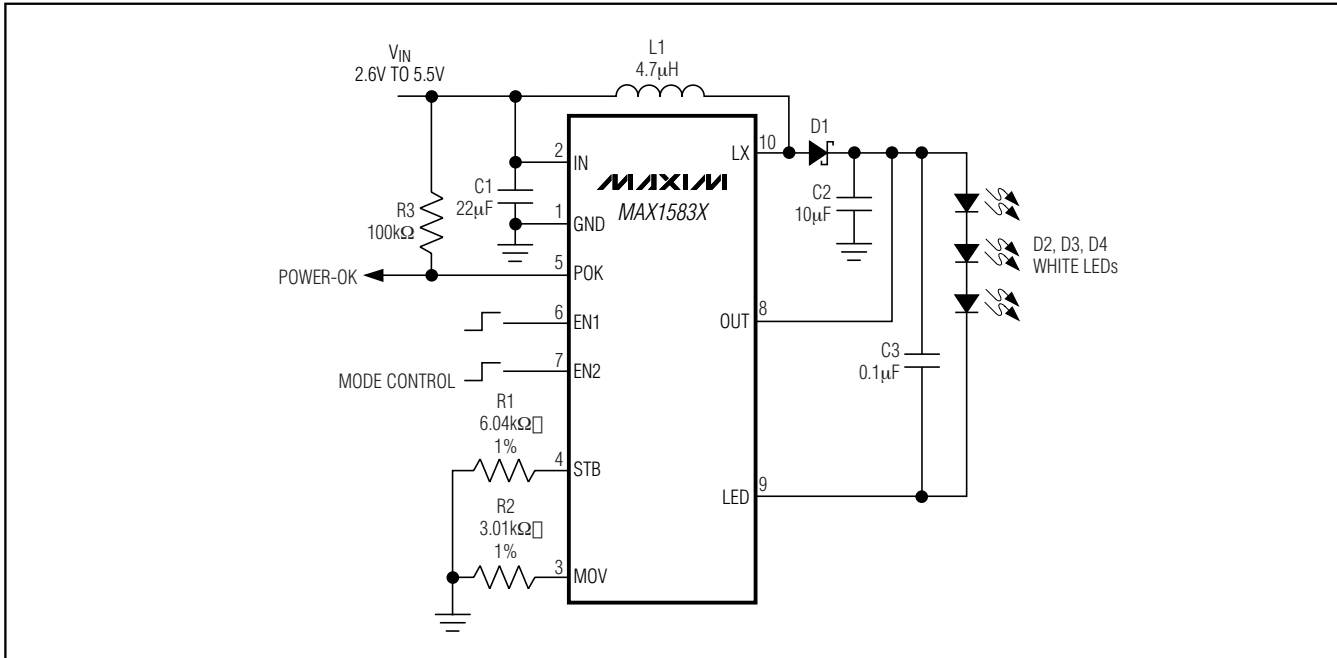 VIN
2.6V TO 5.5V
L1
4.7µH
R3
100kΩ
C1
22µF
2
IN
1
GND
MAXIM
MAX1583X
LX
10
D1
C2
10µF
D2, D3, D4
WHITE LEDs
POWER-OK
5
POK
6
EN1
7
EN2
MODE CONTROL
OUT
8
C3
0.1µF
R1
6.04kΩ□
1%
4
STB
R2
3.01kΩ□
1%
3
MOV
LED
9